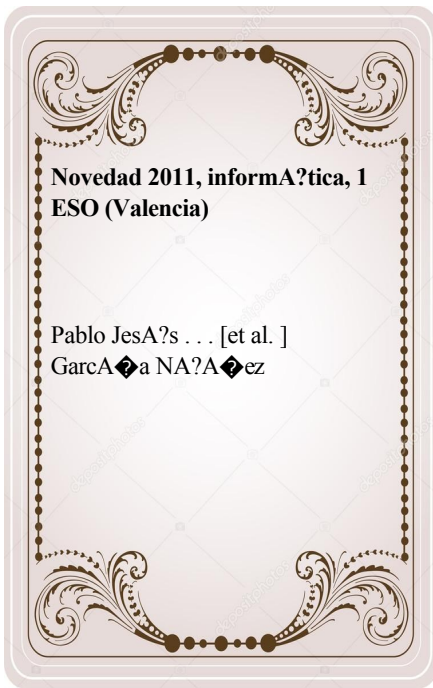 Novedad 2011, informA?tica, 1
ESO (Valencia)
Pablo JesA?s . . . [et al. ]
GarcA�a NA?A�ez